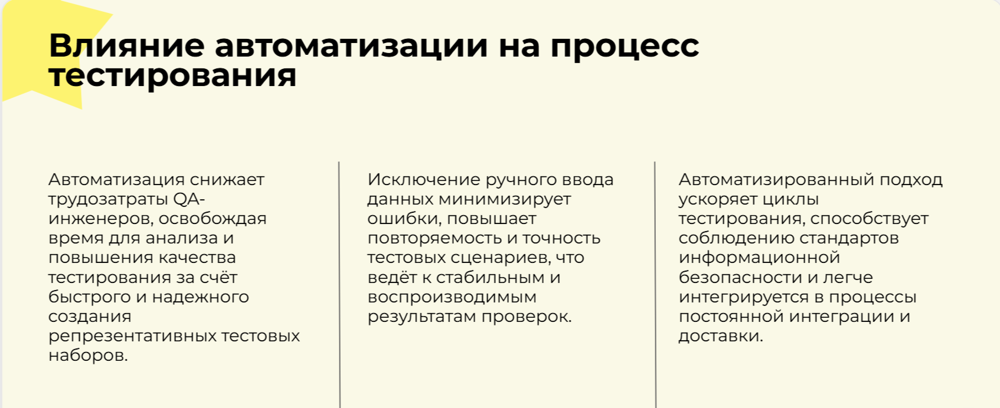 Влияние автоматизации на процесс
тестирования
Автоматизация снижает
трудозатраты QA-
инженеров, освобождая
время для анализа и
повышения качества
тестирования за счёт
быстрого и надежного
создания
репрезентативных тестовых
наборов.
Исключение ручного ввода
данных минимизирует
ошибки, повышает
повторяемость и точность
тестовых сценариев, что
ведёт к стабильным и
воспроизводимым
результатам проверок.
Автоматизированный подход
ускоряет циклы
тестирования, способствует
соблюдению стандартов
информационной
безопасности и легче
интегрируется в процессы
постоянной интеграции и
доставки.